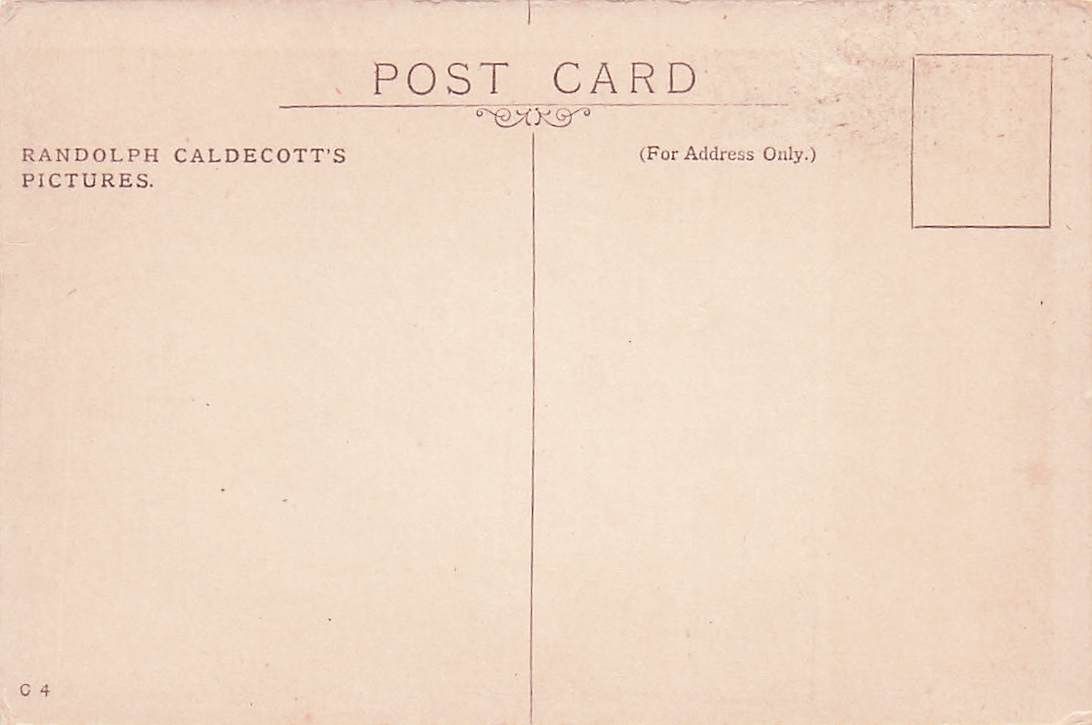 POST CARD
RANDOLPH CALDECOTT'S
PICTURES.
(For Address Only.)
C 4